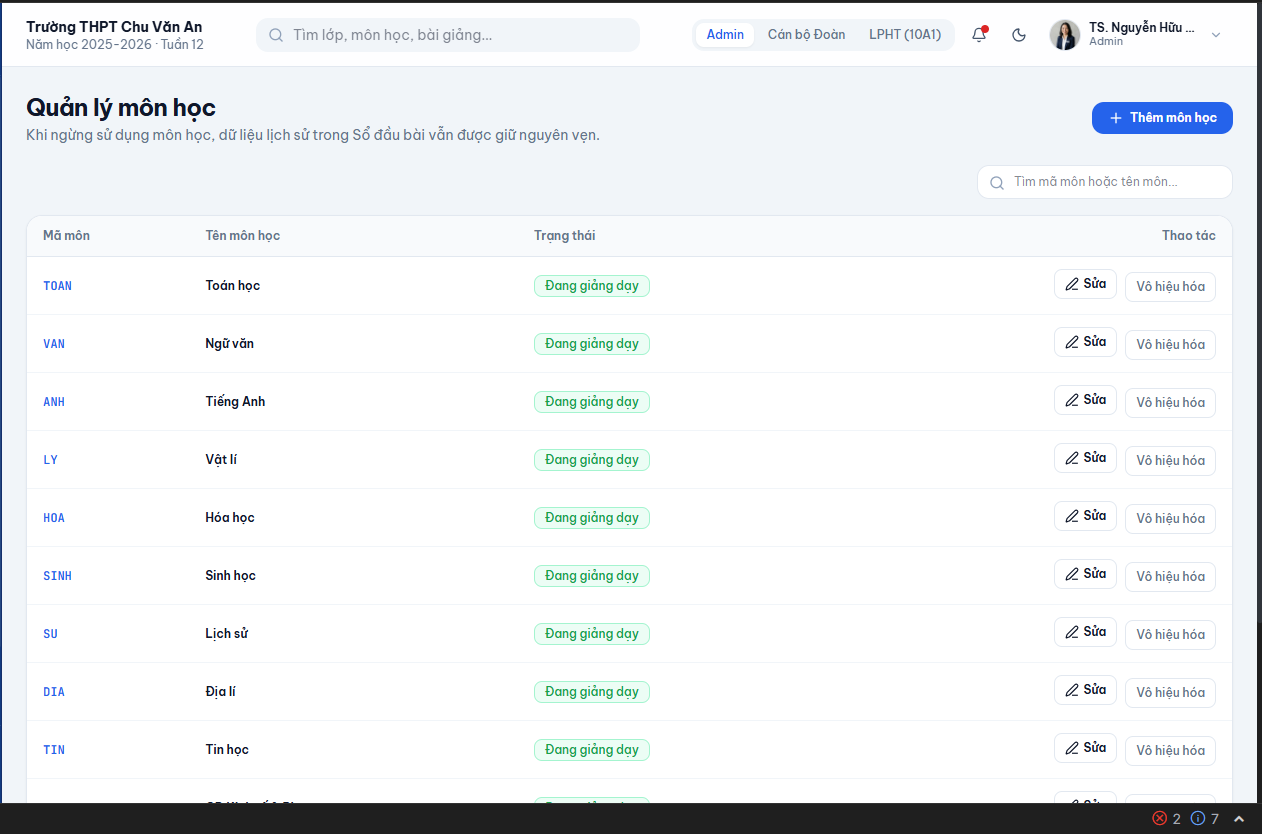 Trường THPT Chu Văn An
Năm học 2025-2026 · Tuần 12
Tìm lớp, môn học, bài giảng...
Admin
Cán bộ Đoàn
LPHT (10A1)
TS. Nguyễn Hữu ...
Admin
Quản lý môn học
Khi ngừng sử dụng môn học, dữ liệu lịch sử trong Sổ đầu bài vẫn được giữ nguyên vẹn.
Thêm môn học
Tìm mã môn hoặc tên môn...
Mã môn Tên môn học Trạng thái Thao tác
TOAN Toán học Đang giảng dạy Sửa Vô hiệu hóa
VAN Ngữ văn Đang giảng dạy Sửa Vô hiệu hóa
ANH Tiếng Anh Đang giảng dạy Sửa Vô hiệu hóa
LY Vật lí Đang giảng dạy Sửa Vô hiệu hóa
HOA Hóa học Đang giảng dạy Sửa Vô hiệu hóa
SINH Sinh học Đang giảng dạy Sửa Vô hiệu hóa
SU Lịch sử Đang giảng dạy Sửa Vô hiệu hóa
DIA Địa lí Đang giảng dạy Sửa Vô hiệu hóa
TIN Tin học Đang giảng dạy Sửa Vô hiệu hóa
2 7